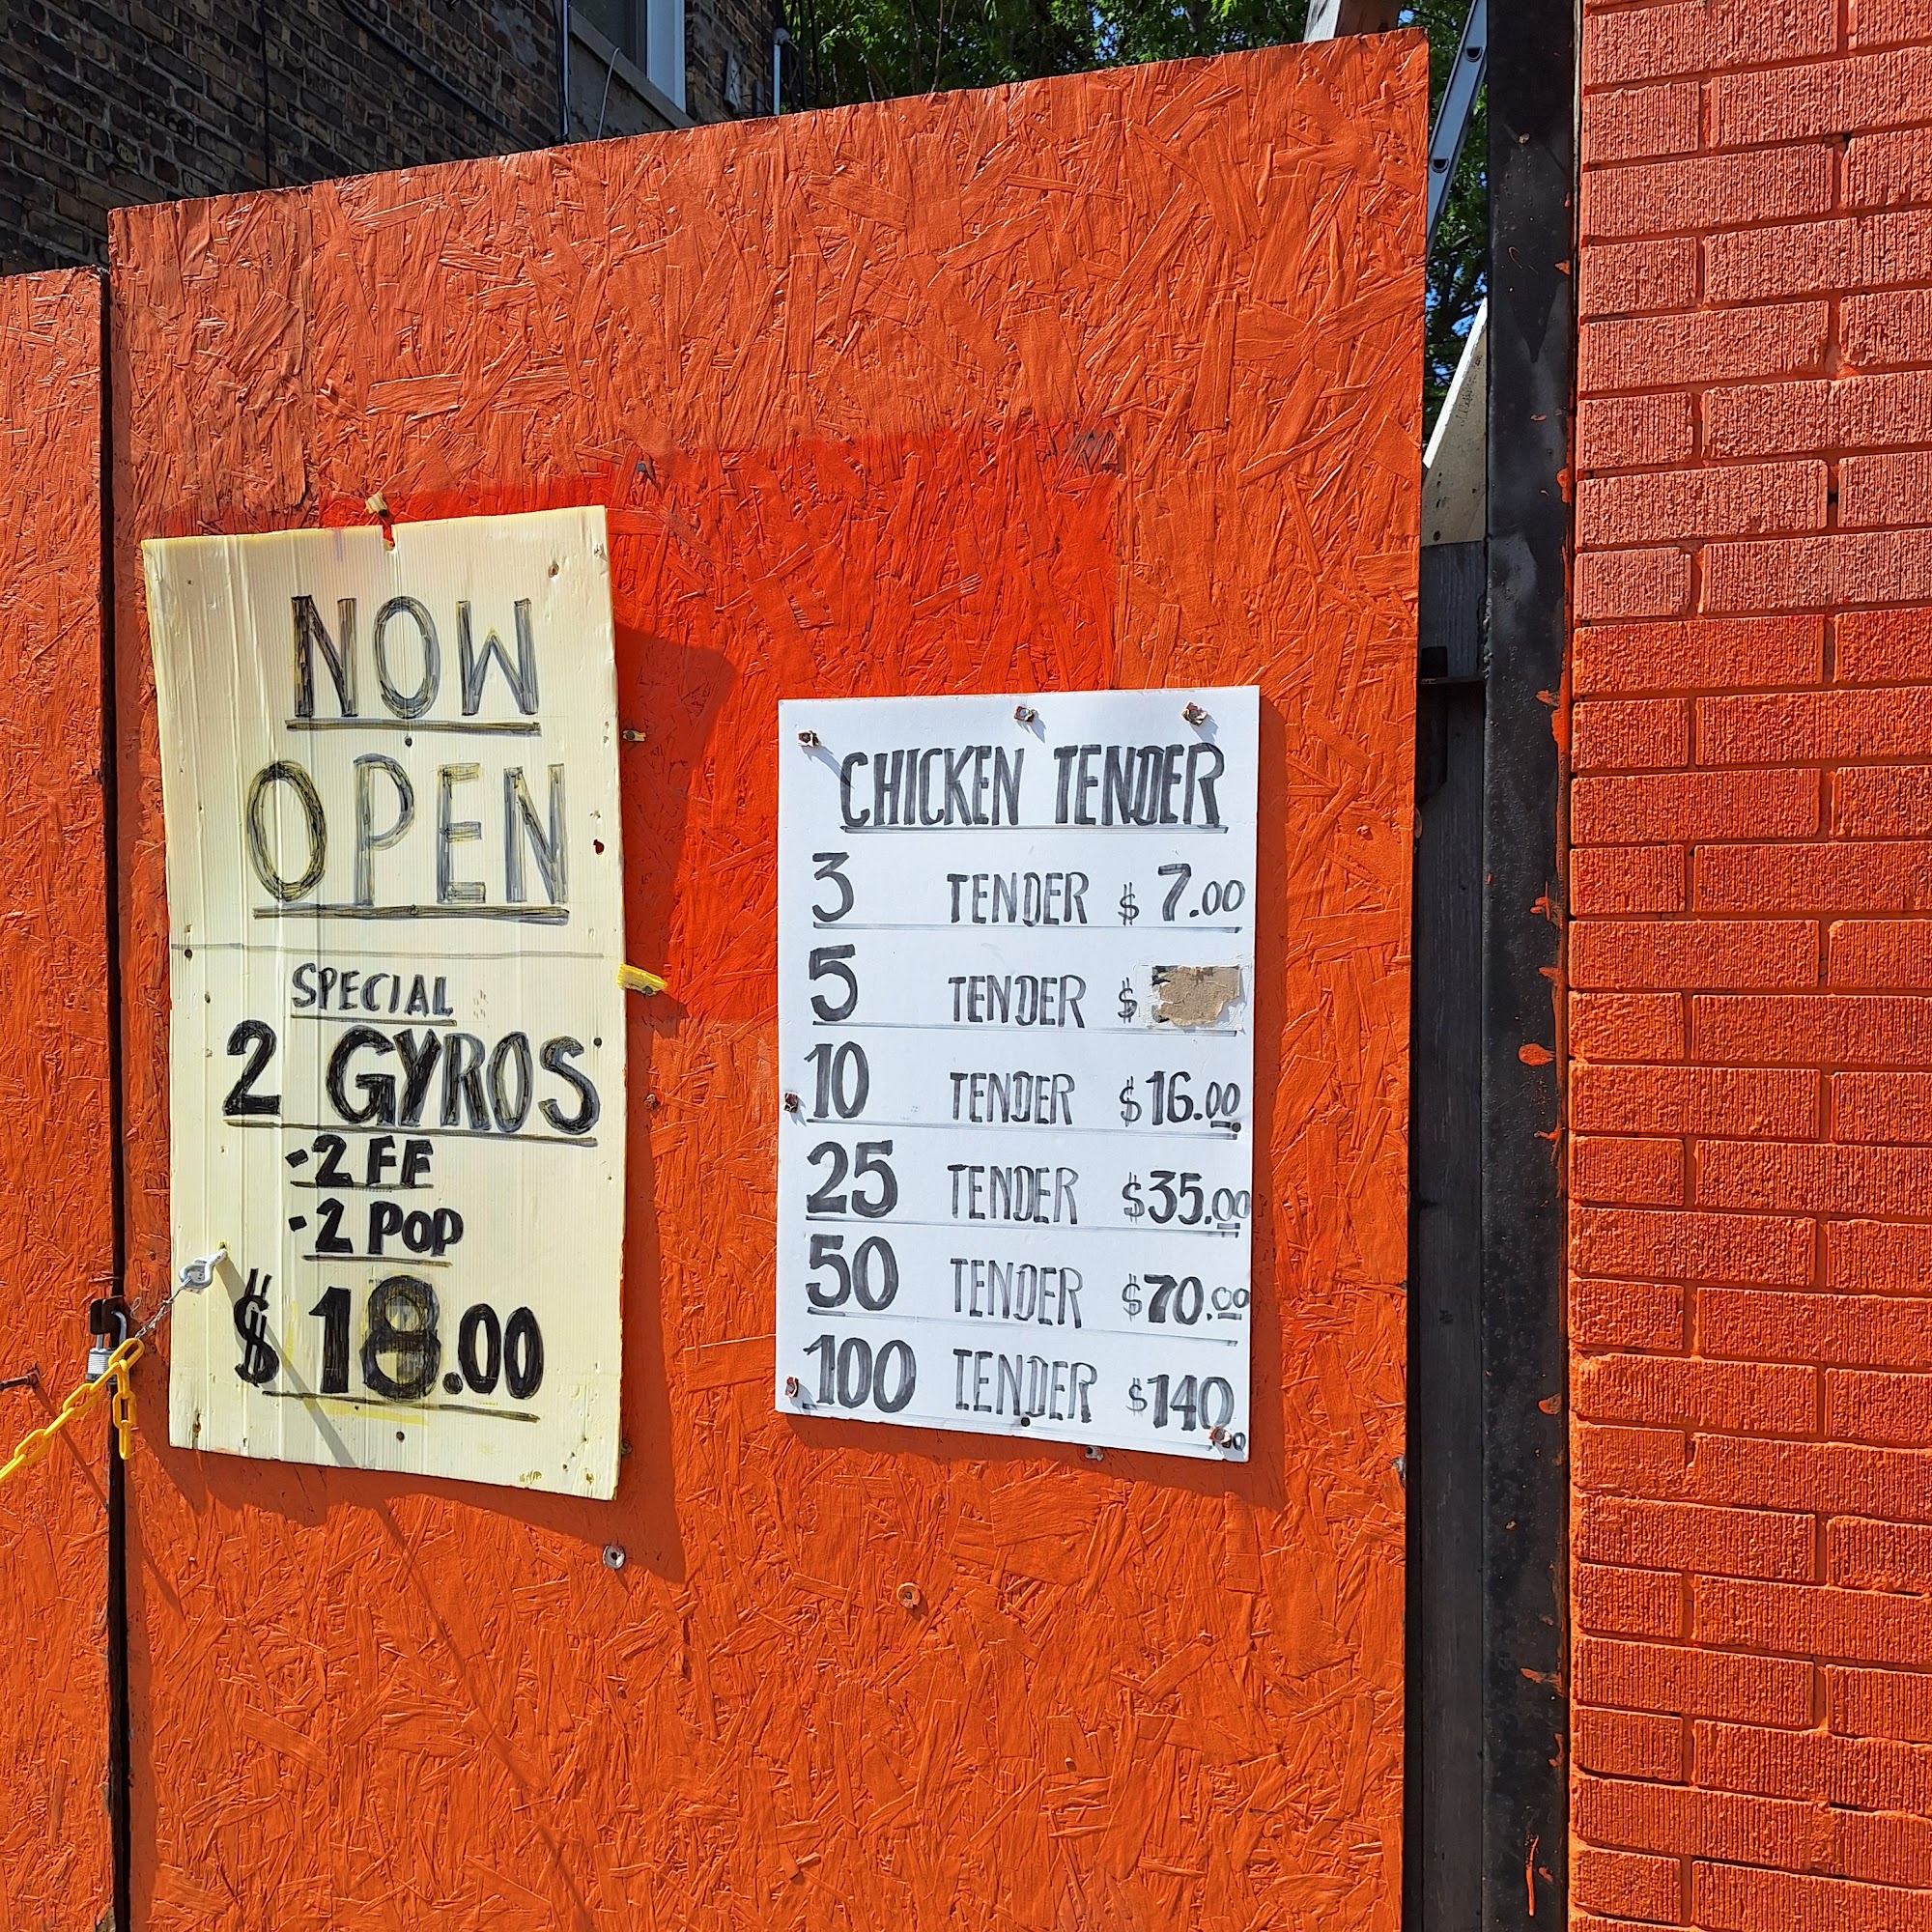 NOW
OPEN
SPECIAL
2 GYROS
-2 FF
-2 POP
$18.00
CHICKEN TENDER
3 TENDER $7.00
5 TENDER $
10 TENDER $16.00
25 TENDER $35.00
50 TENDER $70.00
100 TENDER $140.00